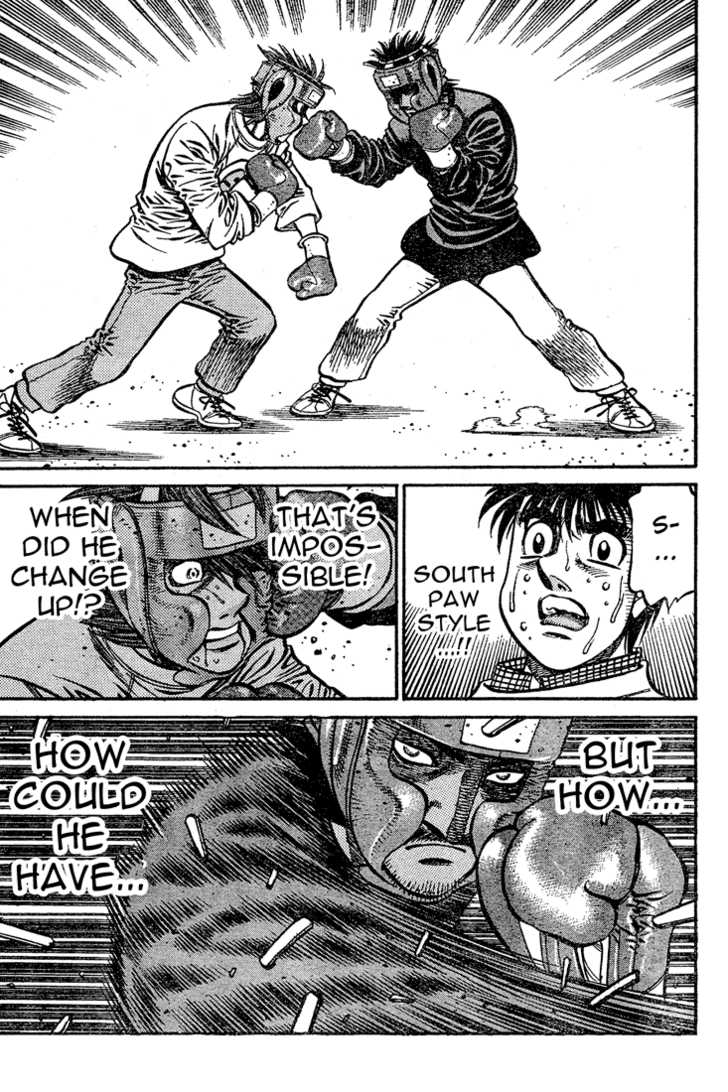 S-
...
SOUTH
PAW
STYLE
...!!
THAT'S
IMPOS-
SIBLE!
WHEN
DID HE
CHANGE
UP!?
BUT
HOW...
HOW
COULD
HE
HAVE...